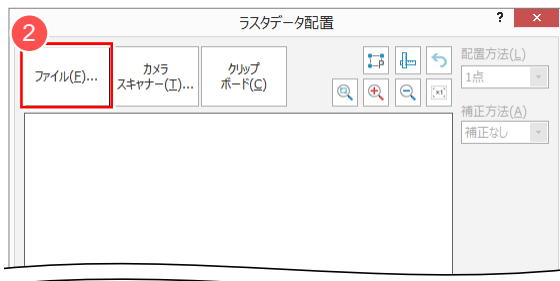 ラスタデータ配置
?
×
2
ファイル(F)...
カメラ
スキャナー(T)...
クリップ
ボード(C)
P
x1
配置方法(L)
1点
補正方法(A)
補正なし